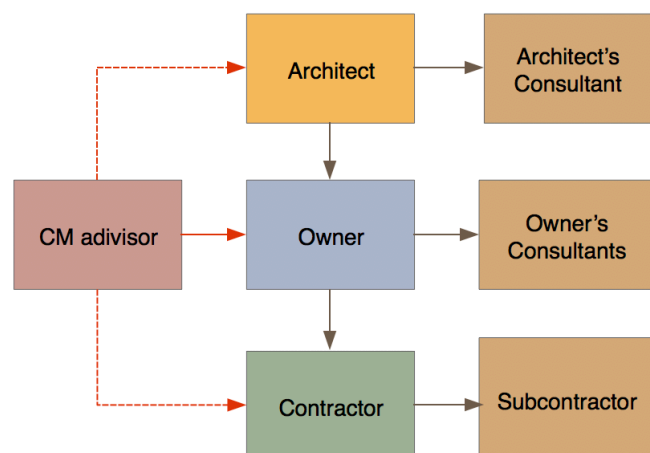 Architect
Architect's
Consultant
CM adivisor
Owner
Owner's
Consultants
Contractor
Subcontractor